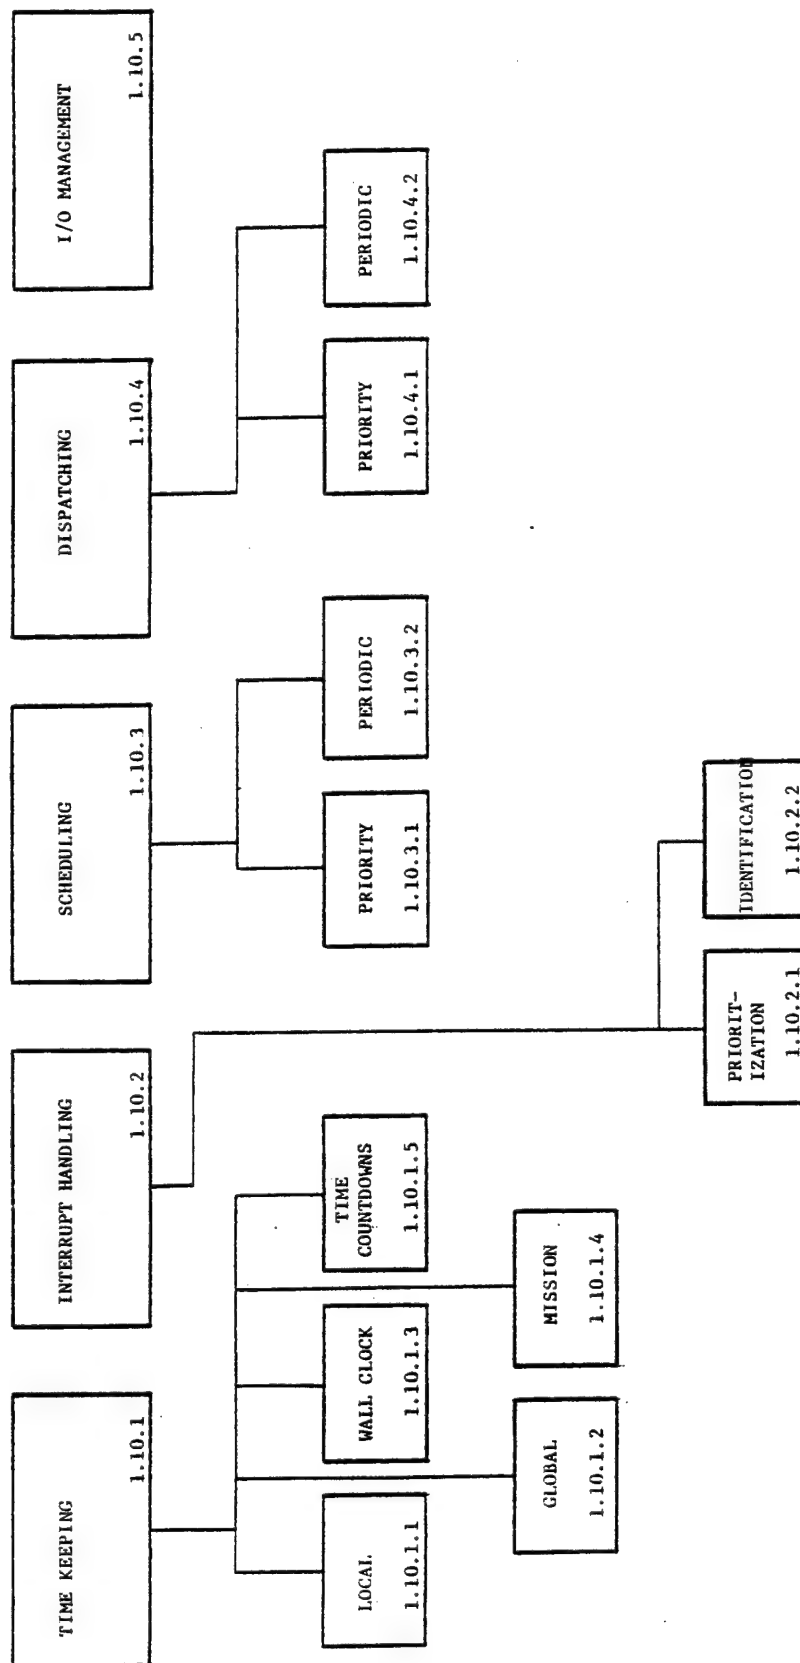 TIME KEEPING
1.10.1
INTERRUPT HANDLING
1.10.2
SCHEDULING
1.10.3
DISPATCHING
1.10.4
I/O MANAGEMENT
1.10.5
LOCAL
1.10.1.1
WALL CLOCK
1.10.1.3
TIME
COUNTDOWNS
1.10.1.5
PRIORITY
1.10.3.1
PERIODIC
1.10.3.2
PRIORITY
1.10.4.1
PERIODIC
1.10.4.2
GLOBAL
1.10.1.2
MISSION
1.10.1.4
PRIORIT-
IZATION
1.10.2.1
IDENTIFICATION
1.10.2.2